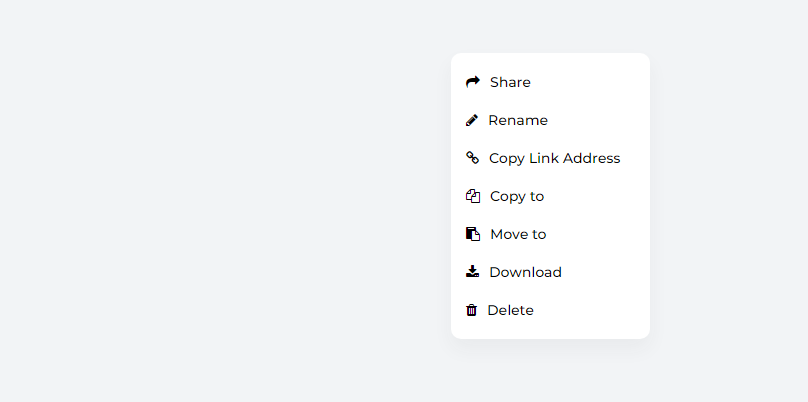 Share
Rename
Copy Link Address
Copy to
Move to
Download
Delete